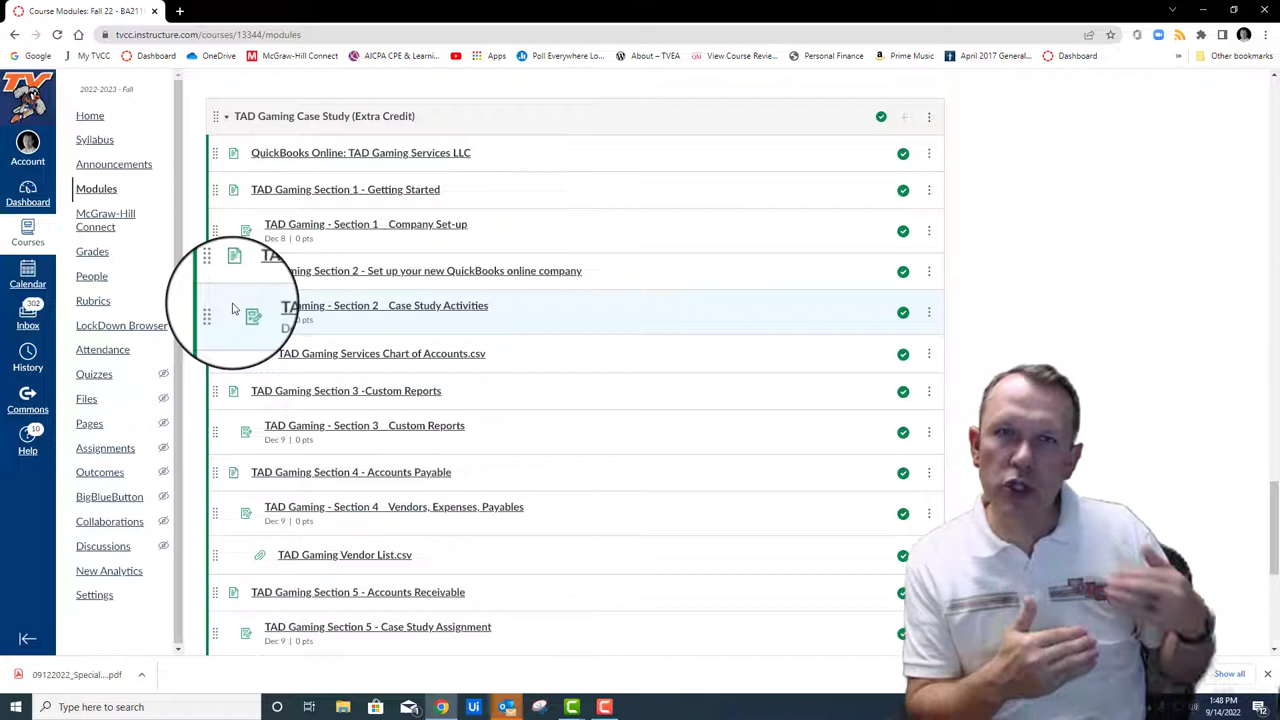 Course Modules: Fall 22 - BA211
tvcc.instructure.com/courses/13344/modules
Google
My TVCC
Dashboard
OneDrive
McGraw-Hill Connect
AICPA CPE & Learni...
Apps
Poll Everywhere Lo...
About – TVEA
View Course Review...
Personal Finance
Prime Music
April 2017 General...
Dashboard
Other bookmarks
TV
Account
Dashboard
Courses
Calendar
302
Inbox
History
Commons
10
Help
2022-2023 - Fall
Home
Syllabus
Announcements
Modules
McGraw-Hill
Connect
Grades
People
Rubrics
LockDown Browser
Attendance
Quizzes
Files
Pages
Assignments
Outcomes
BigBlueButton
Collaborations
Discussions
New Analytics
Settings
TAD Gaming Case Study (Extra Credit)
QuickBooks Online: TAD Gaming Services LLC
TAD Gaming Section 1 - Getting Started
TAD Gaming - Section 1 _ Company Set-up
Dec 8 | 0 pts
Section 2 - Set up your new QuickBooks online company
- Section 2 _ Case Study Activities
0 pts
TAD Gaming Services Chart of Accounts.csv
TAD Gaming Section 3 -Custom Reports
TAD Gaming - Section 3 _ Custom Reports
Dec 9 | 0 pts
TAD Gaming Section 4 - Accounts Payable
TAD Gaming - Section 4 _ Vendors, Expenses, Payables
Dec 9 | 0 pts
TAD Gaming Vendor List.csv
TAD Gaming Section 5 - Accounts Receivable
TAD Gaming Section 5 - Case Study Assignment
Dec 9 | 0 pts
09122022_Special....pdf
Show all
Type here to search
Ui
1:48 PM
9/14/2022
12